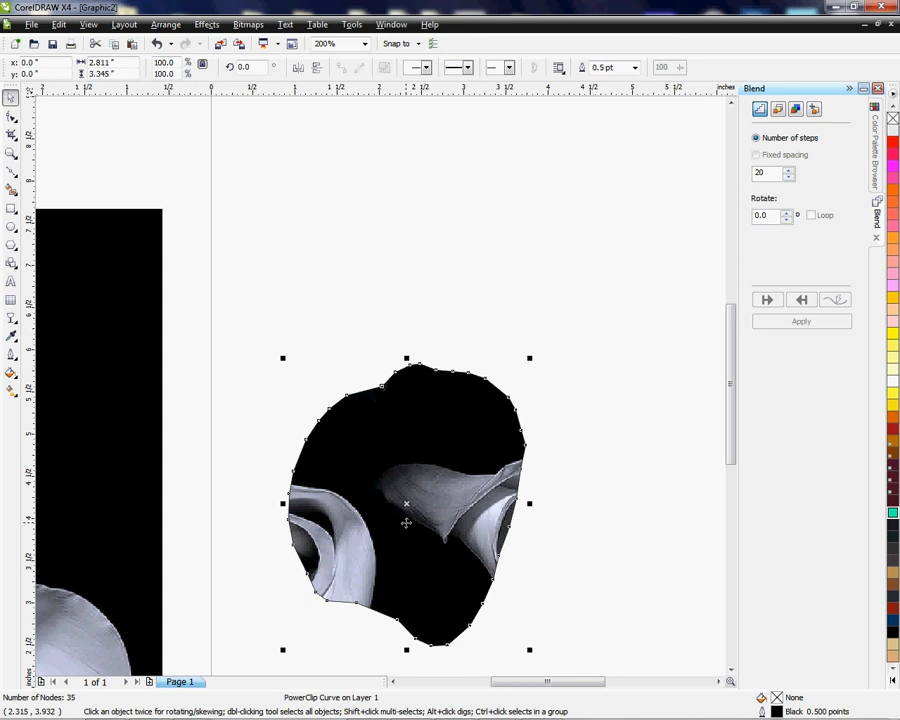 CorelDRAW X4 - [Graphic2]
File Edit View Layout Arrange Effects Bitmaps Text Table Tools Window Help
200% Snap to
x: 0.0 " 2.811 " 100.0 % 0.0 ° 0.5 pt 100
y: 0.0 " 3.345 " 100.0 %
inches
Blend
Number of steps
Fixed spacing
20
Rotate:
0.0 ° Loop
Apply
Color Palette Browser
Blend
inches
1 of 1 Page 1
Number of Nodes: 35 PowerClip Curve on Layer 1 None
( 2.315, 3.932 ) Click an object twice for rotating/skewing; dbl-clicking tool selects all objects; Shift+click multi-selects; Alt+click digs; Ctrl+click selects in a group Black 0.500 points